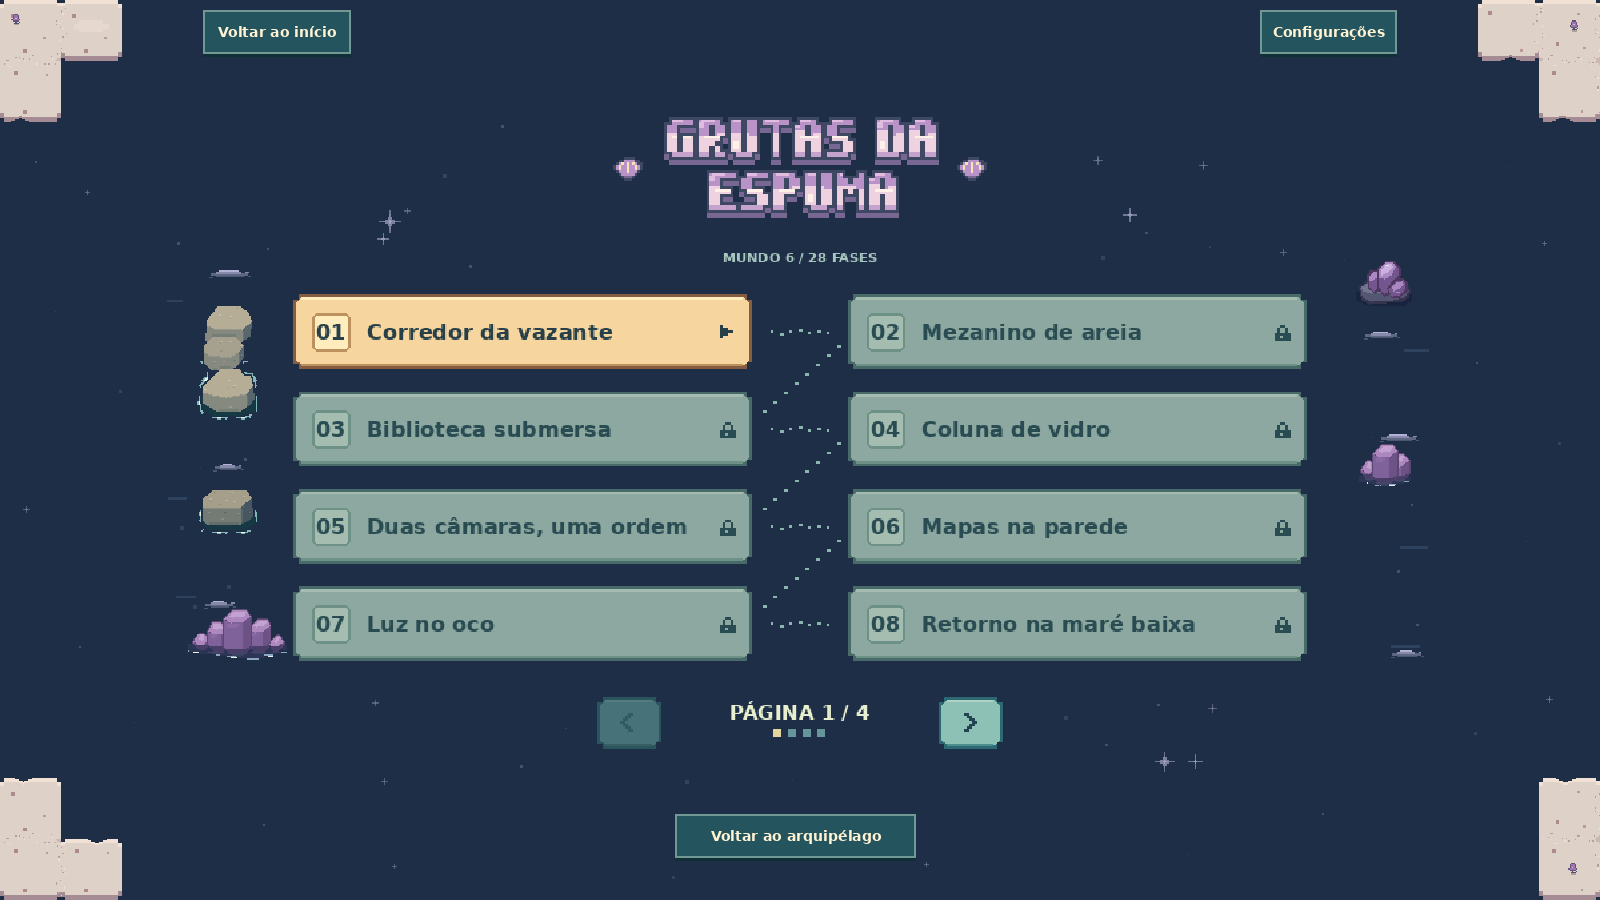 Voltar ao início
Configurações
GRUTAS DA
ESPUMA
MUNDO 6 / 28 FASES
01 Corredor da vazante
02 Mezanino de areia
03 Biblioteca submersa
04 Coluna de vidro
05 Duas câmaras, uma ordem
06 Mapas na parede
07 Luz no oco
08 Retorno na maré baixa
PÁGINA 1 / 4
Voltar ao arquipélago